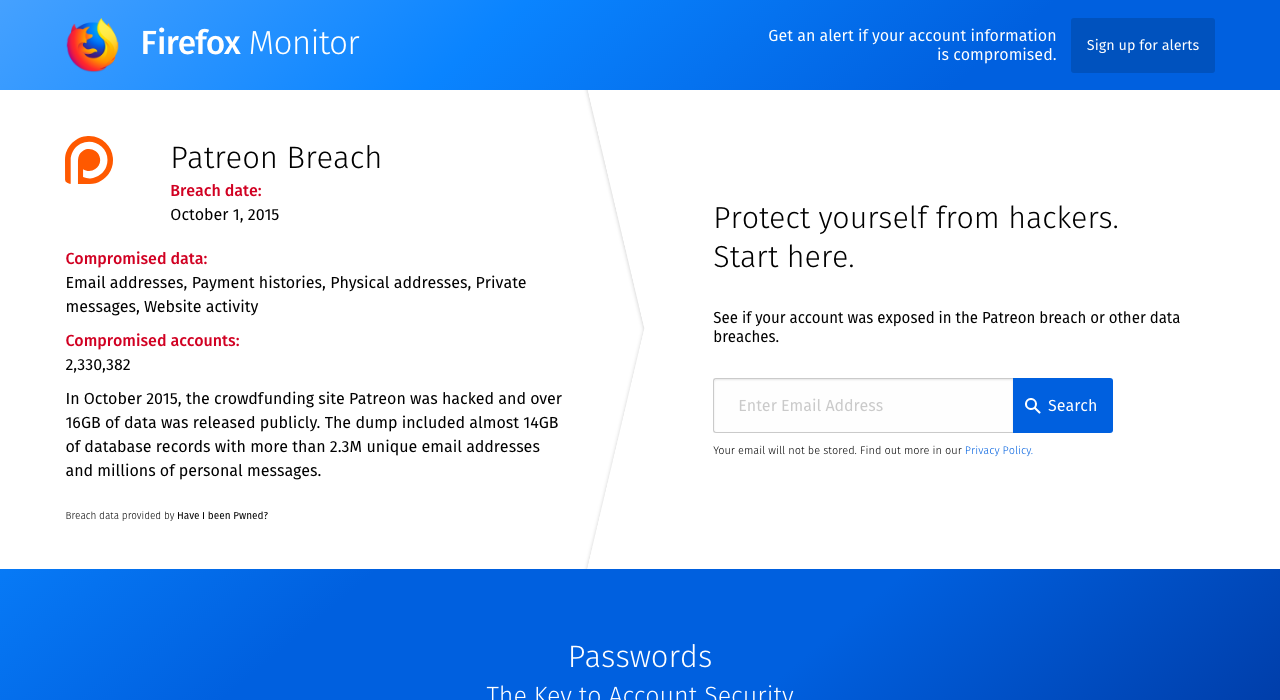 Firefox Monitor
Get an alert if your account information
is compromised.
Sign up for alerts
Patreon Breach
Breach date:
October 1, 2015
Compromised data:
Email addresses, Payment histories, Physical addresses, Private
messages, Website activity
Compromised accounts:
2,330,382
In October 2015, the crowdfunding site Patreon was hacked and over
16GB of data was released publicly. The dump included almost 14GB
of database records with more than 2.3M unique email addresses
and millions of personal messages.
Breach data provided by Have I been Pwned?
Protect yourself from hackers.
Start here.
See if your account was exposed in the Patreon breach or other data
breaches.
Enter Email Address
Search
Your email will not be stored. Find out more in our Privacy Policy.
Passwords
The Key to Account Security